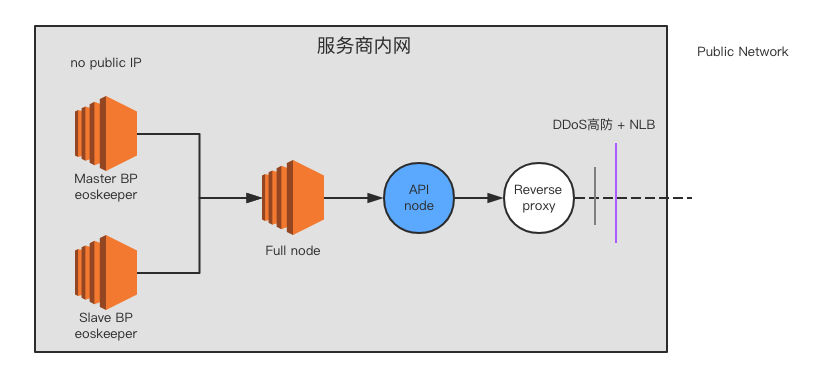 服务商内网
no public IP
Public Network
DDoS高防 + NLB
Master BP
eoskeeper
API
node
Reverse
proxy
Full node
Slave BP
eoskeeper